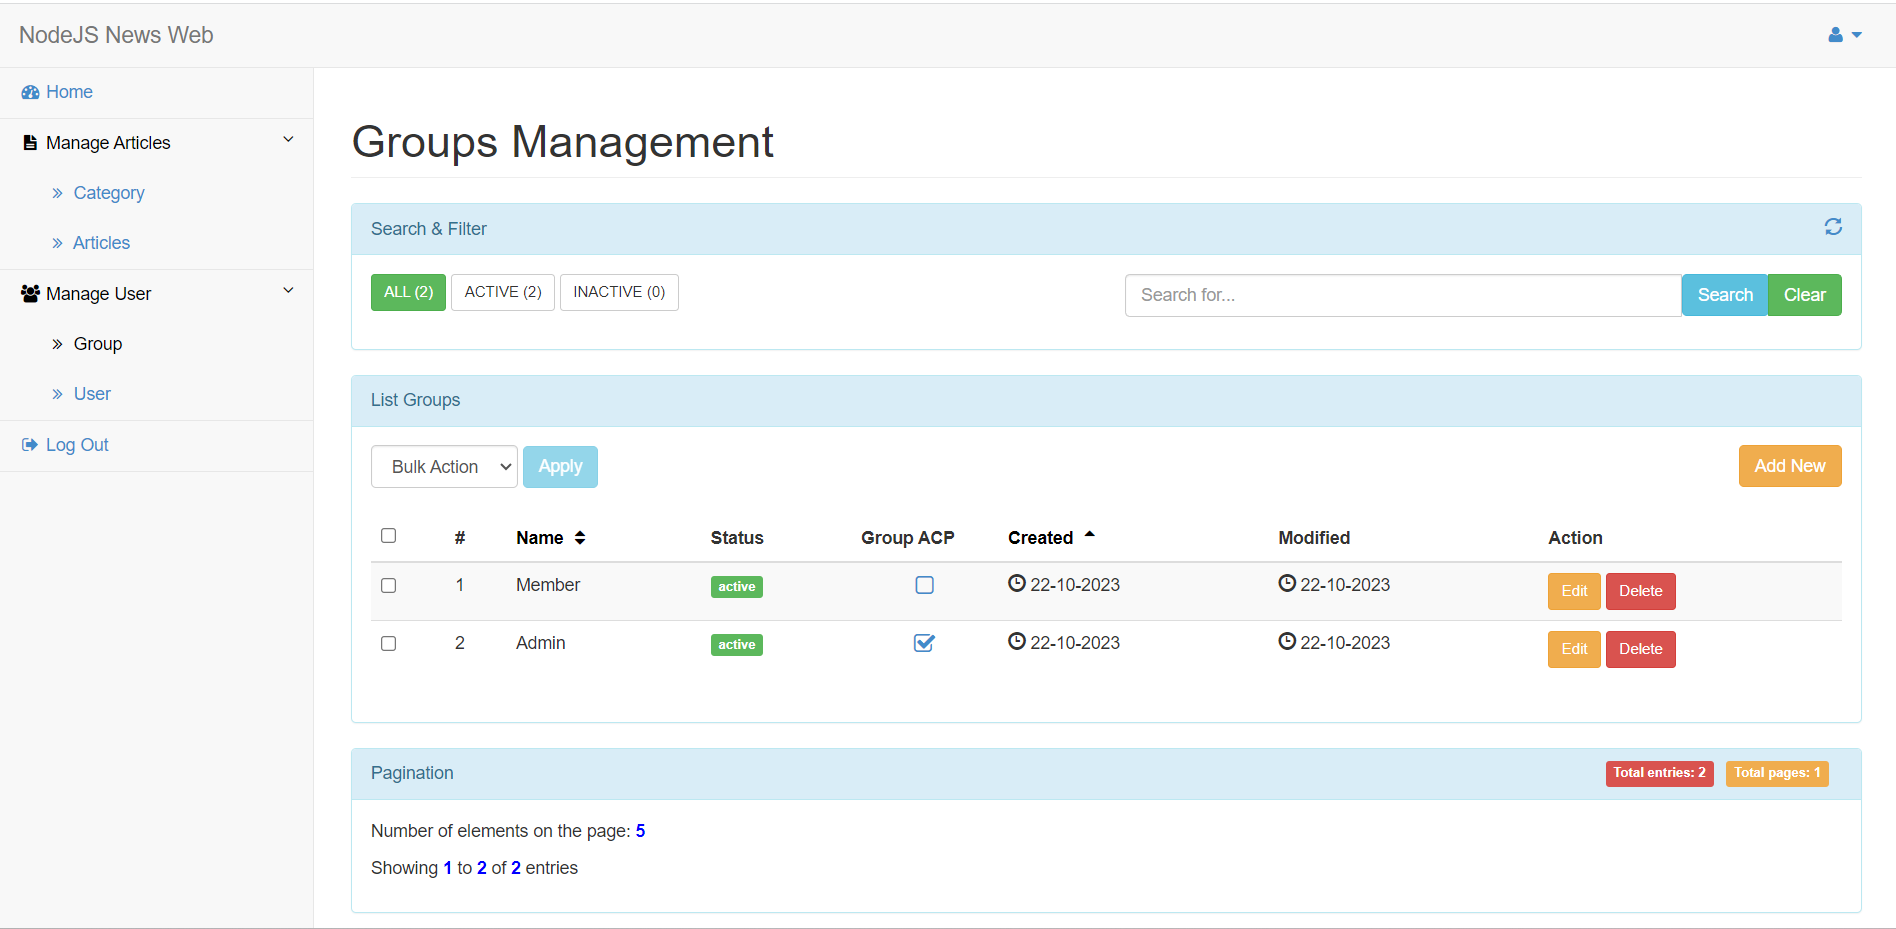 NodeJS News Web
Home
Manage Articles
Category
Articles
Manage User
Group
User
Log Out
Groups Management
Search & Filter
ALL (2) ACTIVE (2) INACTIVE (0) Search for... Search Clear
List Groups
Bulk Action Apply Add New
# Name Status Group ACP Created Modified Action
1 Member active 22-10-2023 22-10-2023 Edit Delete
2 Admin active 22-10-2023 22-10-2023 Edit Delete
Pagination Total entries: 2 Total pages: 1
Number of elements on the page: 5
Showing 1 to 2 of 2 entries